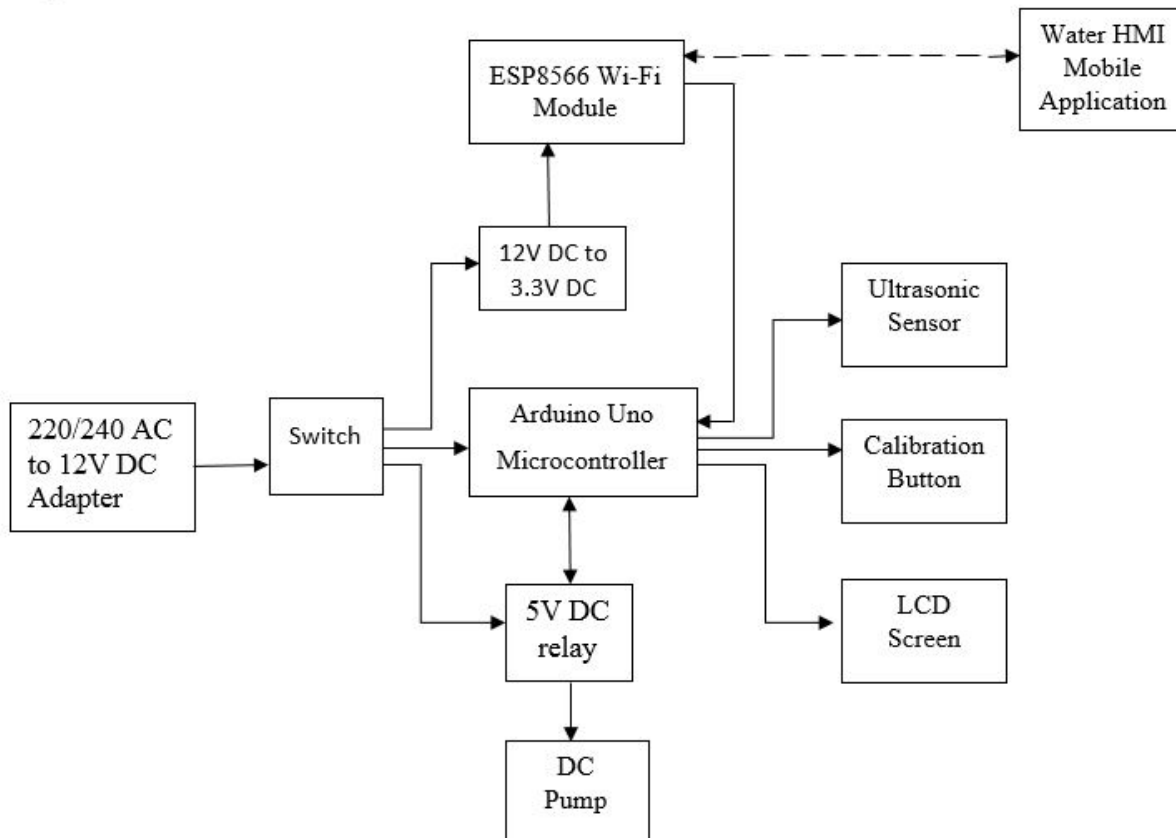 ESP8566 Wi-Fi
Module
Water HMI
Mobile
Application
12V DC to
3.3V DC
Ultrasonic
Sensor
220/240 AC
to 12V DC
Adapter
Switch
Arduino Uno
Microcontroller
Calibration
Button
5V DC
relay
LCD
Screen
DC
Pump